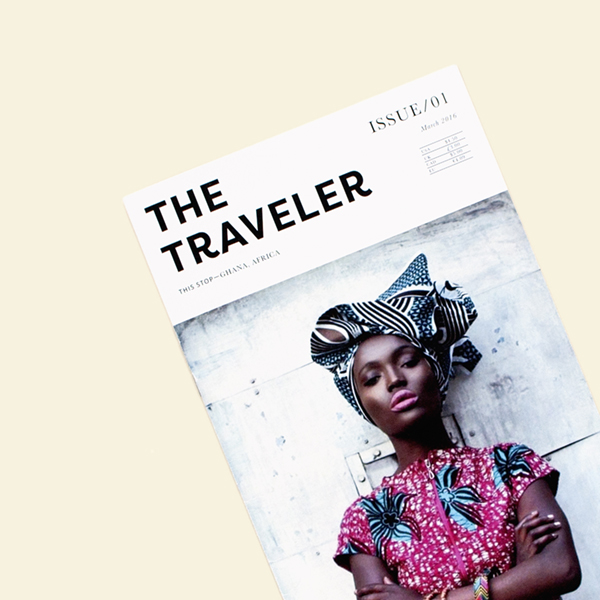 ISSUE/01
March 2016
THE
TRAVELER
THIS STOP—GHANA, AFRICA